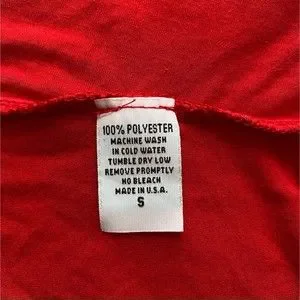 100% POLYESTER
MACHINE WASH
IN COLD WATER
TUMBLE DRY LOW
REMOVE PROMPTLY
NO BLEACH
MADE IN U.S.A.
S